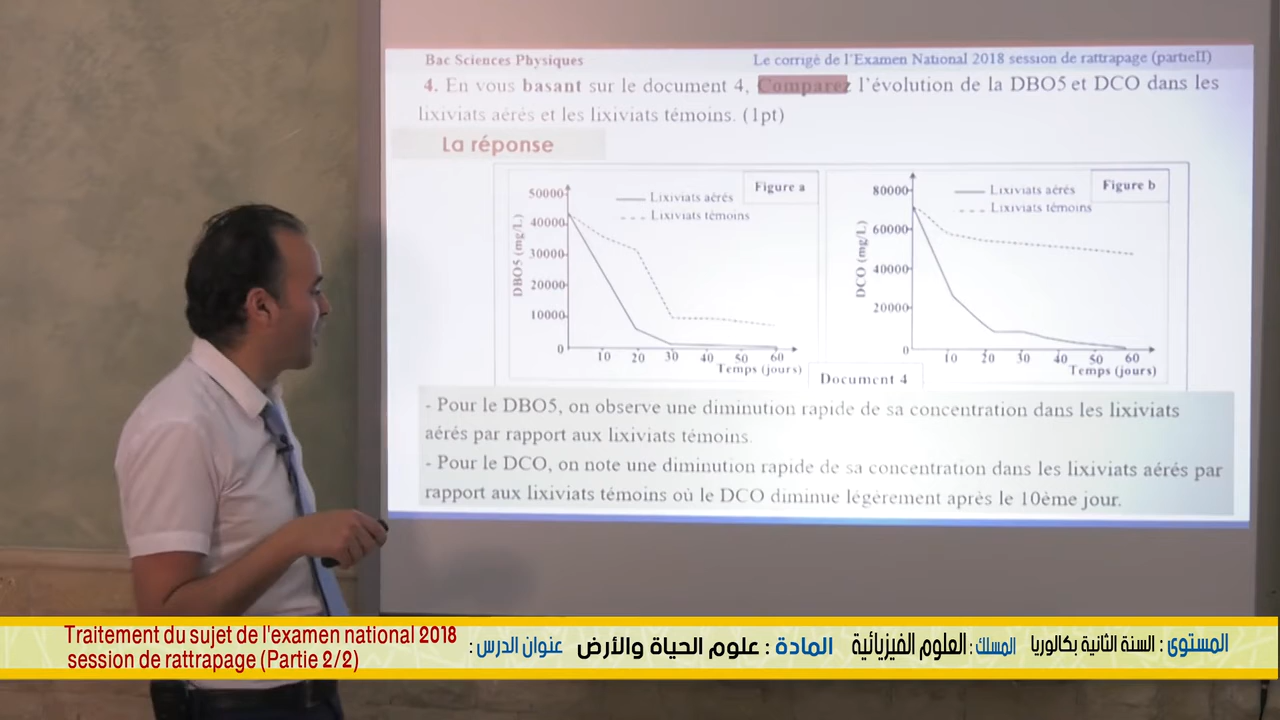 Bac Sciences Physiques
Le corrigé de l'Examen National 2018 session de rattrapage (partieII)
4. En vous basant sur le document 4, Comparez l'évolution de la DBO5 et DCO dans les
lixiviats aérés et les lixiviats témoins. (1pt)
La réponse
Figure a
Lixiviats aérés
Lixiviats témoins
DBO5 (mg/L)
50000
40000
30000
20000
10000
0
10 20 30 40 50 60
Temps (jours)
Figure b
Lixiviats aérés
Lixiviats témoins
DCO (mg/L)
80000
60000
40000
20000
0
10 20 30 40 50 60
Temps (jours)
Document 4
- Pour le DBO5, on observe une diminution rapide de sa concentration dans les lixiviats
aérés par rapport aux lixiviats témoins.
- Pour le DCO, on note une diminution rapide de sa concentration dans les lixiviats aérés par
rapport aux lixiviats témoins où le DCO diminue légèrement après le 10ème jour.
المستوى : السنة الثانية بكالوريا المسلك : العلوم الفيزيائية المادة : علوم الحياة والأرض عنوان الدرس :
Traitement du sujet de l'examen national 2018
session de rattrapage (Partie 2/2)